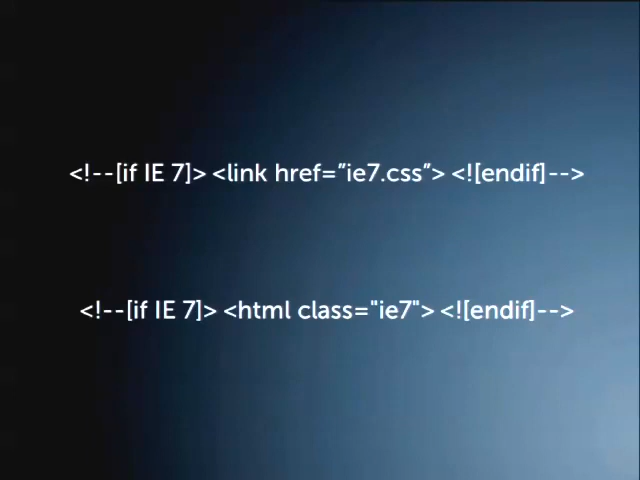 <!--[if IE 7]> <link href=”ie7.css”> <![endif]-->
<!--[if IE 7]> <html class="ie7"> <![endif]-->